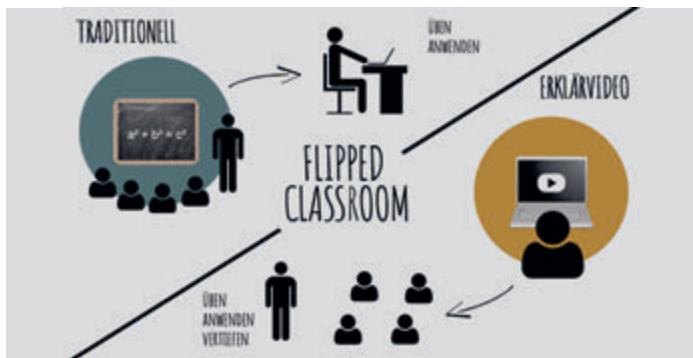 TRADITIONELL
a² + b² = c²
ÜBEN
ANWENDEN
ERKLÄRVIDEO
FLIPPED
CLASSROOM
ÜBEN
ANWENDEN
VERTIEFEN